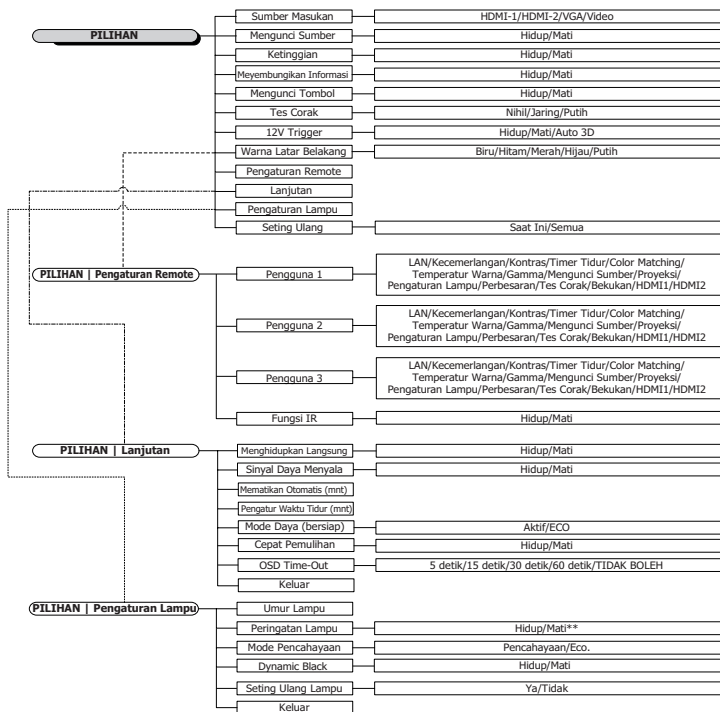 Sumber Masukan HDMI-1/HDMI-2/VGA/Video
PILIHAN Mengunci Sumber Hidup/Mati
Ketinggian Hidup/Mati
Meyembungikan Informasi Hidup/Mati
Mengunci Tombol Hidup/Mati
Tes Corak Nihil/Jaring/Putih
12V Trigger Hidup/Mati/Auto 3D
Warna Latar Belakang Biru/Hitam/Merah/Hijau/Putih
Pengaturan Remote
Lanjutan
Pengaturan Lampu
Seting Ulang Saat Ini/Semua
PILIHAN | Pengaturan Remote
Pengguna 1
LAN/Kecemerlangan/Kontras/Timer Tidur/Color Matching/
Temperatur Warna/Gamma/Mengunci Sumber/Proyeksi/
Pengaturan Lampu/Perbesaran/Tes Corak/Bekukan/HDMI1/HDMI2
Pengguna 2
LAN/Kecemerlangan/Kontras/Timer Tidur/Color Matching/
Temperatur Warna/Gamma/Mengunci Sumber/Proyeksi/
Pengaturan Lampu/Perbesaran/Tes Corak/Bekukan/HDMI1/HDMI2
Pengguna 3
LAN/Kecemerlangan/Kontras/Timer Tidur/Color Matching/
Temperatur Warna/Gamma/Mengunci Sumber/Proyeksi/
Pengaturan Lampu/Perbesaran/Tes Corak/Bekukan/HDMI1/HDMI2
Fungsi IR Hidup/Mati
PILIHAN | Lanjutan Menghidupkan Langsung Hidup/Mati
Sinyal Daya Menyala Hidup/Mati
Mematikan Otomatis (mnt)
Pengatur Waktu Tidur (mnt)
Mode Daya (bersiap) Aktif/ECO
Cepat Pemulihan Hidup/Mati
OSD Time-Out 5 detik/15 detik/30 detik/60 detik/TIDAK BOLEH
Keluar
PILIHAN | Pengaturan Lampu Umur Lampu
Peringatan Lampu Hidup/Mati**
Mode Pencahayaan Pencahayaan/Eco.
Dynamic Black Hidup/Mati
Seting Ulang Lampu Ya/Tidak
Keluar